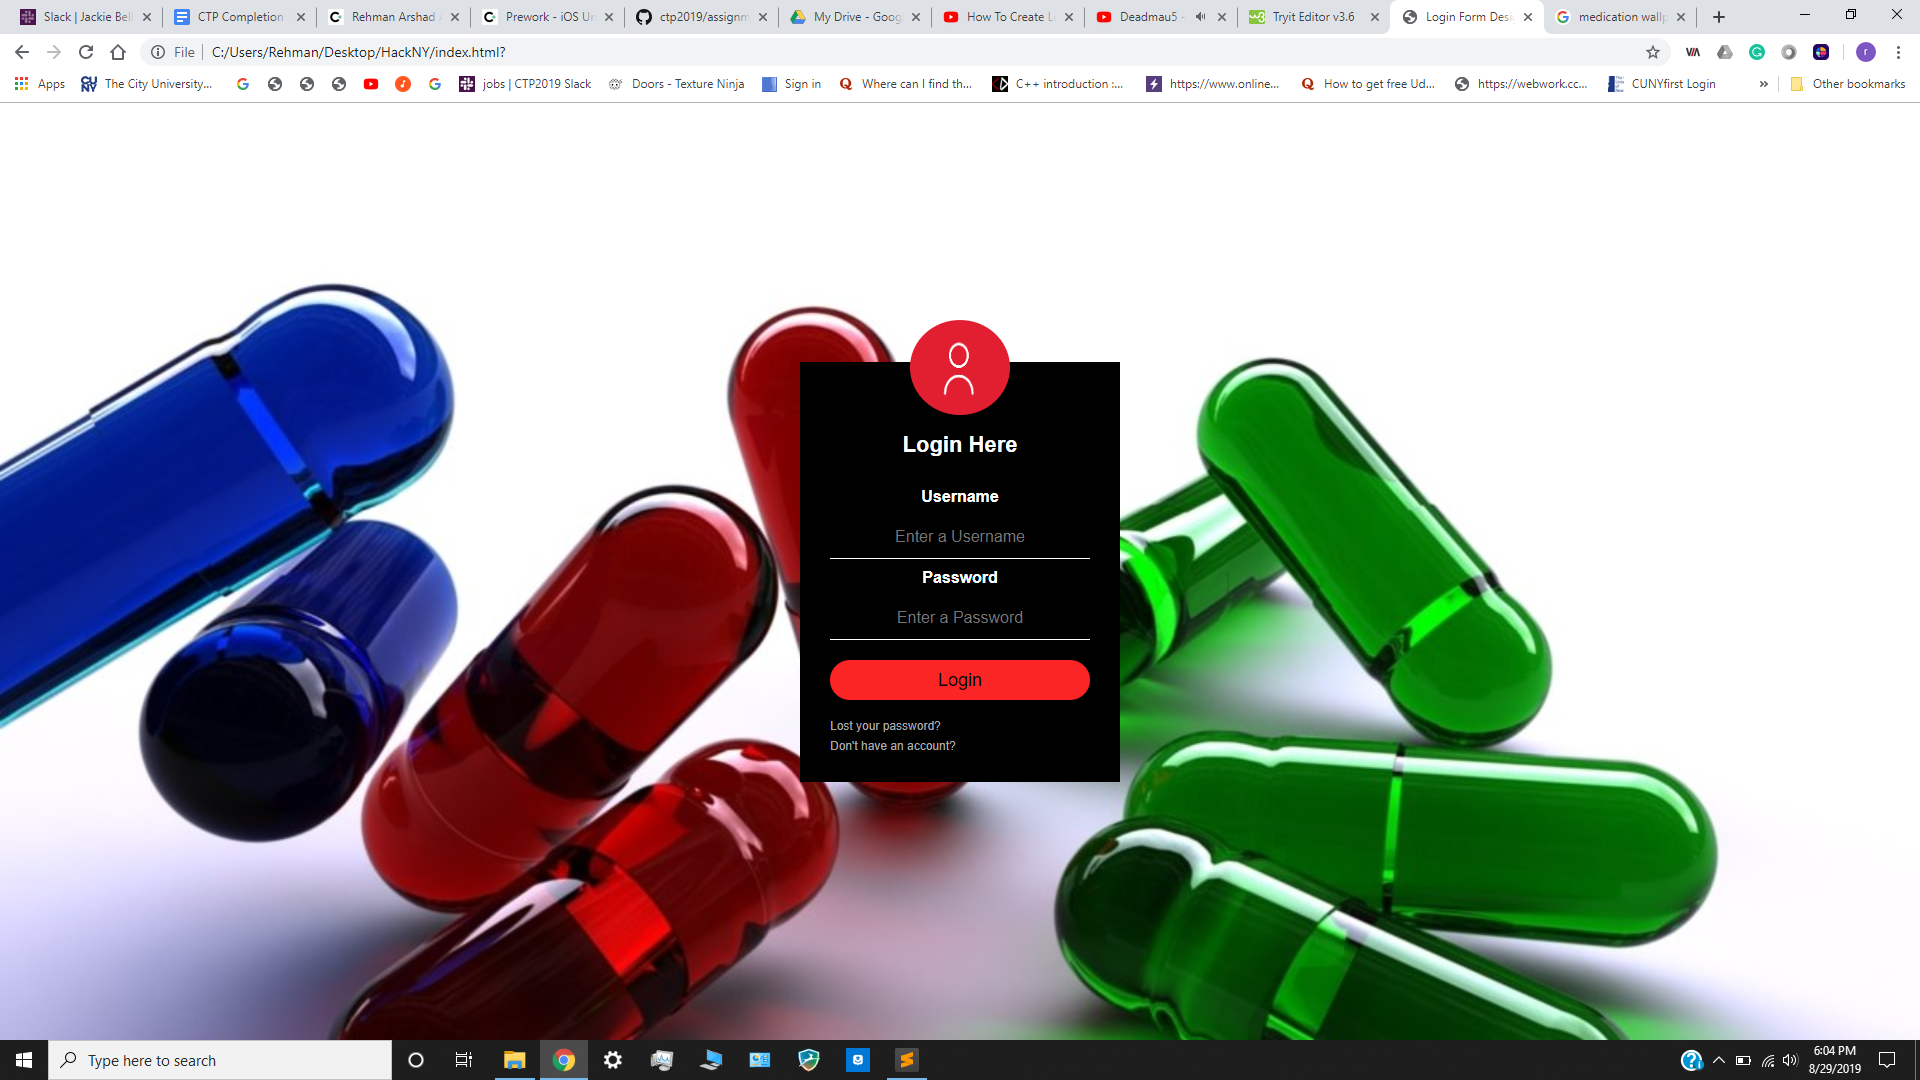 Slack | Jackie Bel
CTP Completion
Rehman Arshad
Prework - iOS Un
ctp2019/assignm
My Drive - Goog
How To Create L
Deadmau5 -
Tryit Editor v3.6
Login Form Desi
medication wallp
File
C:/Users/Rehman/Desktop/HackNY/index.html?
VIA
r
Apps
The City University...
jobs | CTP2019 Slack
Doors - Texture Ninja
Sign in
Where can I find th...
C++ introduction :...
https://www.online...
How to get free Ud...
https://webwork.cc...
CUNYfirst Login
»
Other bookmarks
Login Here
Username
Enter a Username
Password
Enter a Password
Login
Lost your password?
Don't have an account?
Type here to search
6:04 PM
8/29/2019